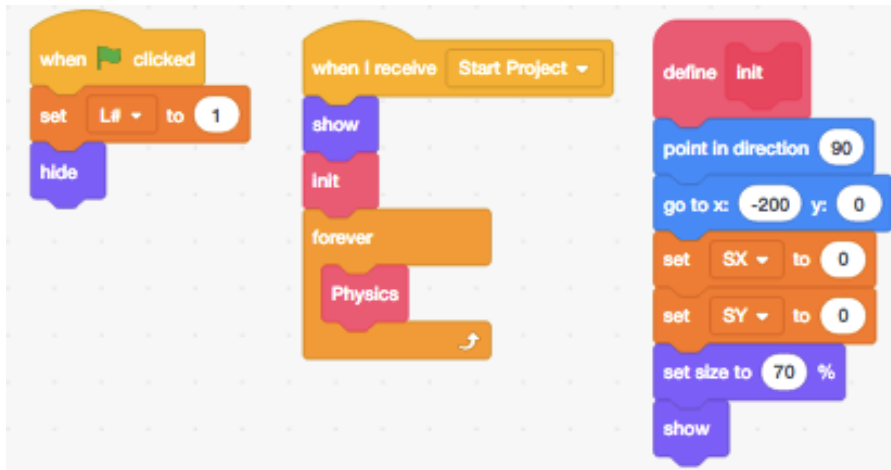 when clicked
set L# to 1
hide
when I receive Start Project
show
init
forever
Physics
define init
point in direction 90
go to x: -200 y: 0
set SX to 0
set SY to 0
set size to 70 %
show